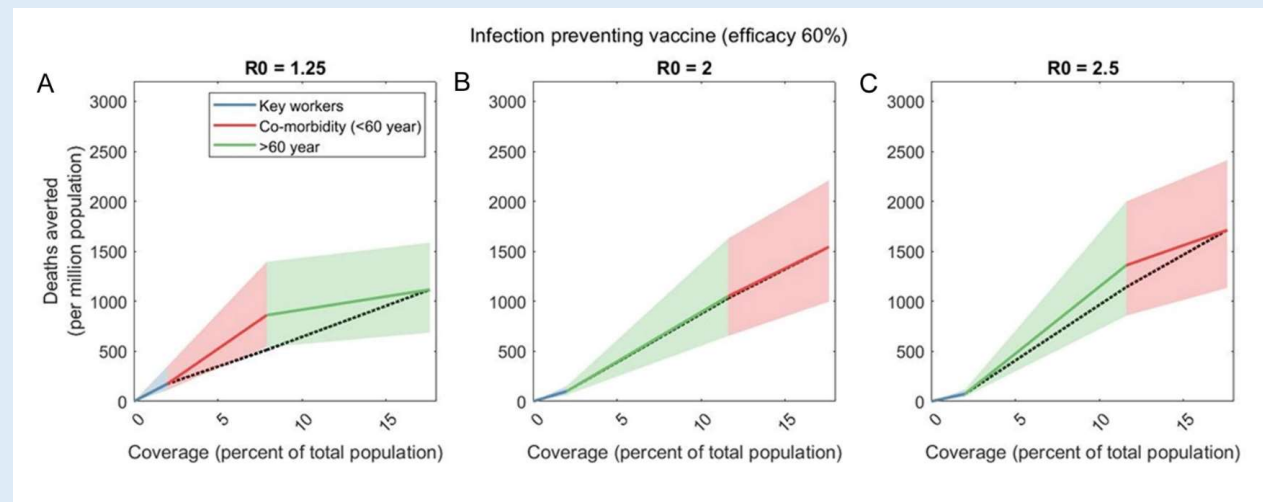 Infection preventing vaccine (efficacy 60%)
A
R0 = 1.25
3000
2500
2000
1500
1000
500
0
Deaths averted
(per million population)
Key workers
Co-morbidity (<60 year)
>60 year
0
5
10
15
Coverage (percent of total population)
B
R0 = 2
3000
2500
2000
1500
1000
500
0
0
5
10
15
Coverage (percent of total population)
C
R0 = 2.5
3000
2500
2000
1500
1000
500
0
0
5
10
15
Coverage (percent of total population)